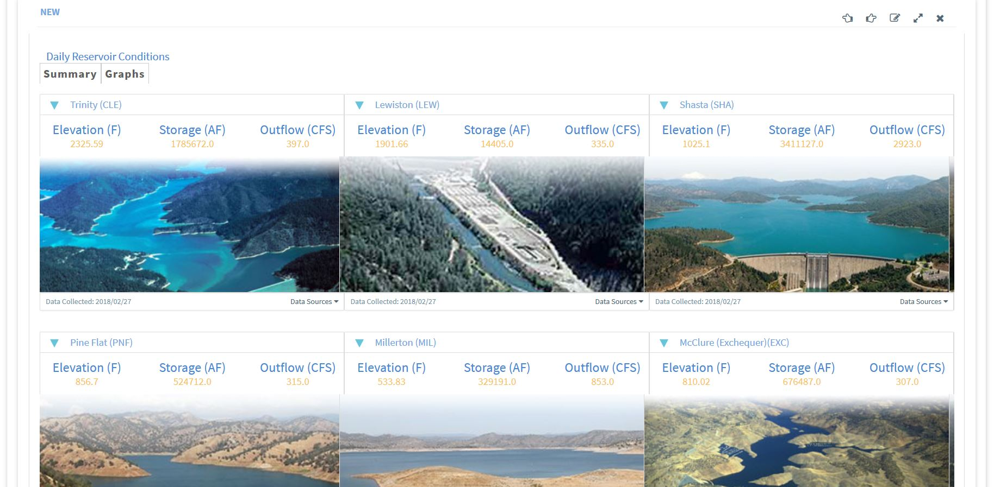 NEW
Daily Reservoir Conditions
Summary Graphs
Trinity (CLE) Lewiston (LEW) Shasta (SHA)
Elevation (F) Storage (AF) Outflow (CFS) Elevation (F) Storage (AF) Outflow (CFS) Elevation (F) Storage (AF) Outflow (CFS)
2325.59 1785672.0 397.0 1901.66 14405.0 335.0 1025.1 3411127.0 2923.0
Data Collected: 2018/02/27 Data Sources Data Collected: 2018/02/27 Data Sources Data Collected: 2018/02/27 Data Sources
Pine Flat (PNF) Millerton (MIL) McClure (Exchequer)(EXC)
Elevation (F) Storage (AF) Outflow (CFS) Elevation (F) Storage (AF) Outflow (CFS) Elevation (F) Storage (AF) Outflow (CFS)
856.7 524712.0 315.0 533.83 329191.0 853.0 810.02 676487.0 307.0